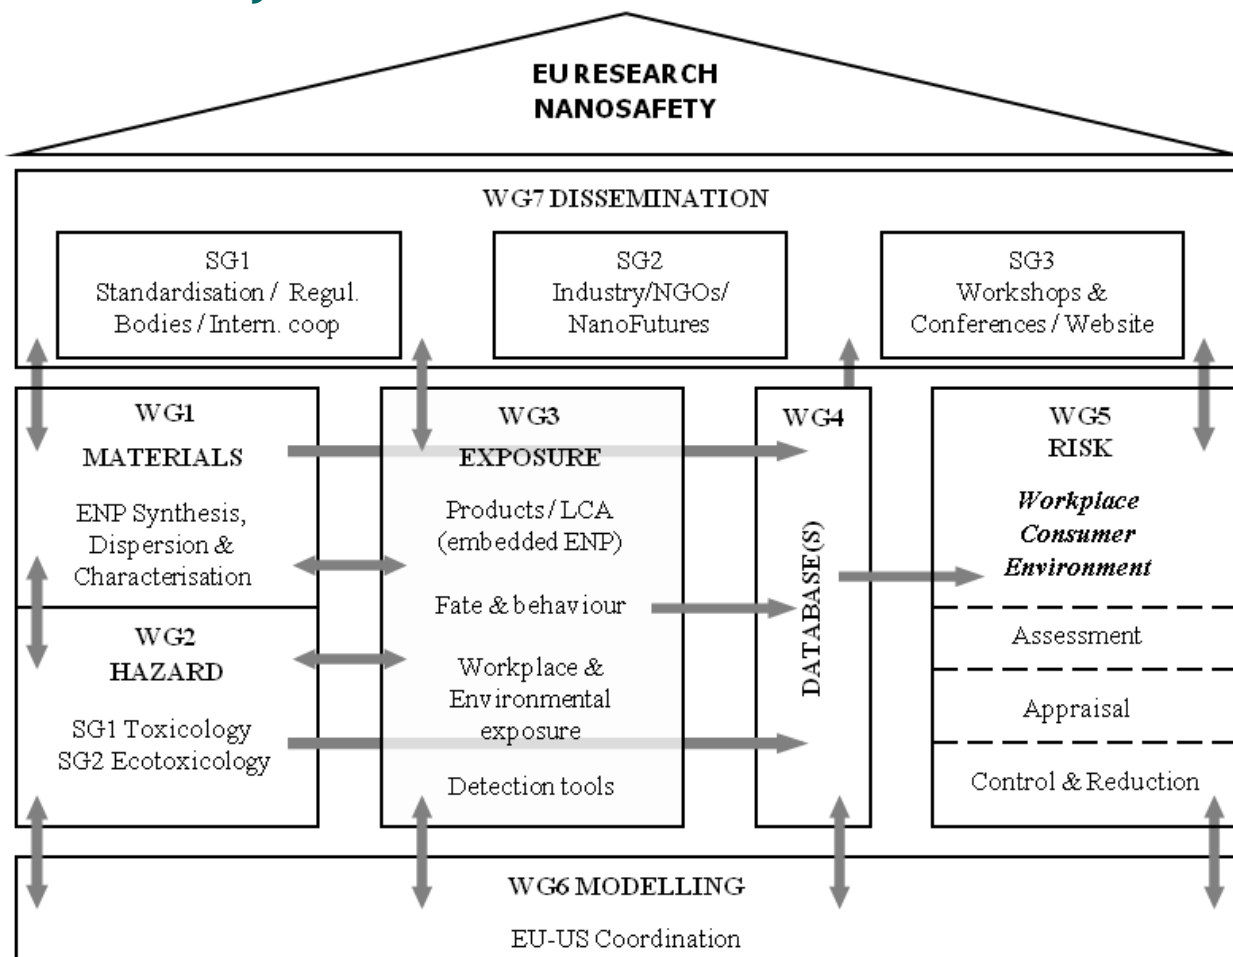 EU RESEARCH
NANOSAFETY
WG7 DISSEMINATION
SG1
Standardisation / Regul.
Bodies / Intern. coop
SG2
Industry/NGOs/
NanoFutures
SG3
Workshops &
Conferences / Website
WG1
MATERIALS
ENP Synthesis,
Dispersion &
Characterisation
WG2
HAZARD
SG1 Toxicology
SG2 Ecotoxicology
WG3
EXPOSURE
Products / LCA
(embedded ENP)
Fate & behaviour
Workplace &
Environmental
exposure
Detection tools
WG4
DATABASE(S)
WG5
RISK
Workplace
Consumer
Environment
Assessment
Appraisal
Control & Reduction
WG6 MODELLING
EU-US Coordination